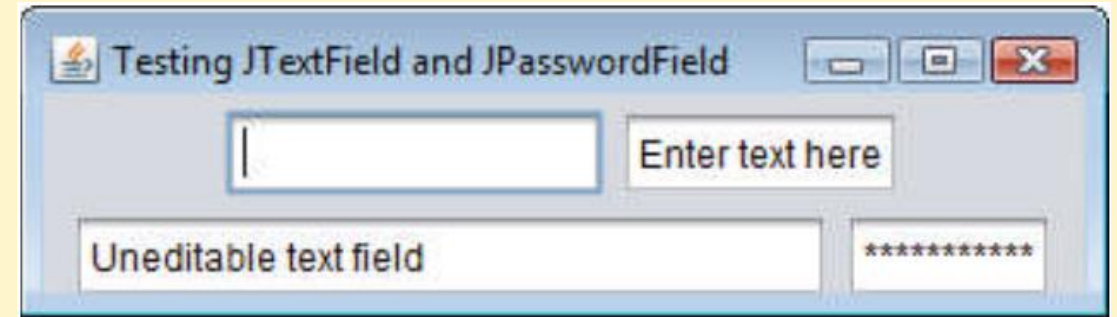 Testing JTextField and JPasswordField
Enter text here
Uneditable text field
***********